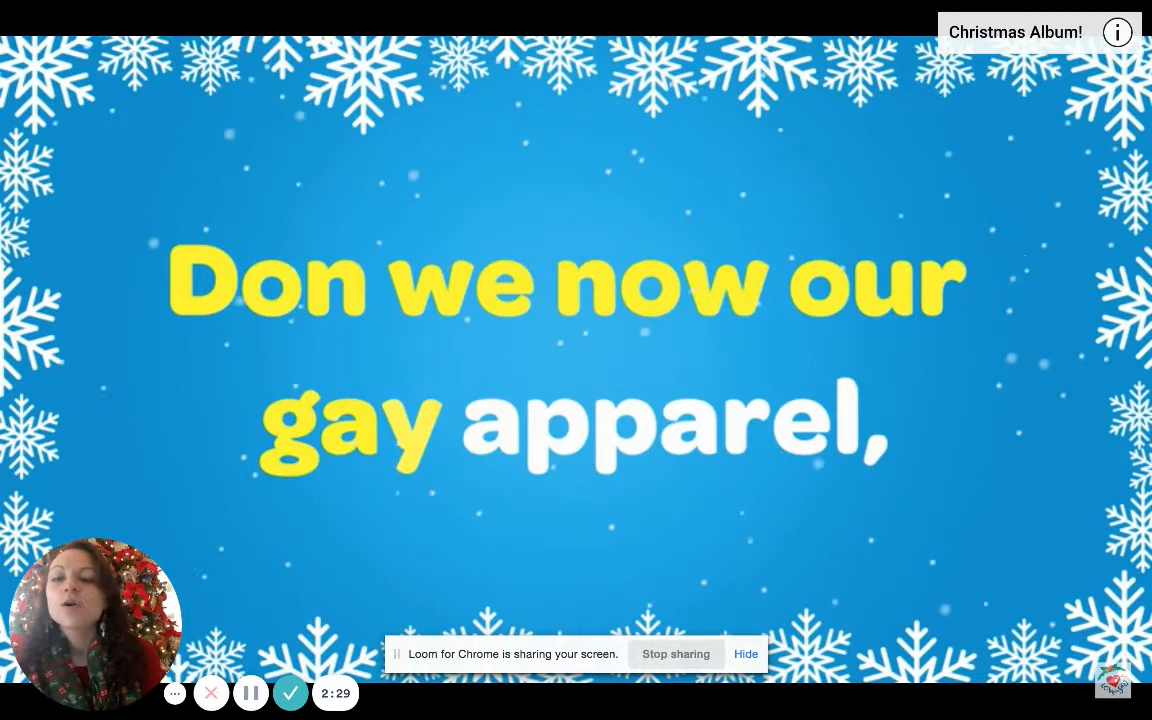 Christmas Album!
Don we now our
gay apparel,
Loom for Chrome is sharing your screen. Stop sharing Hide
2:29